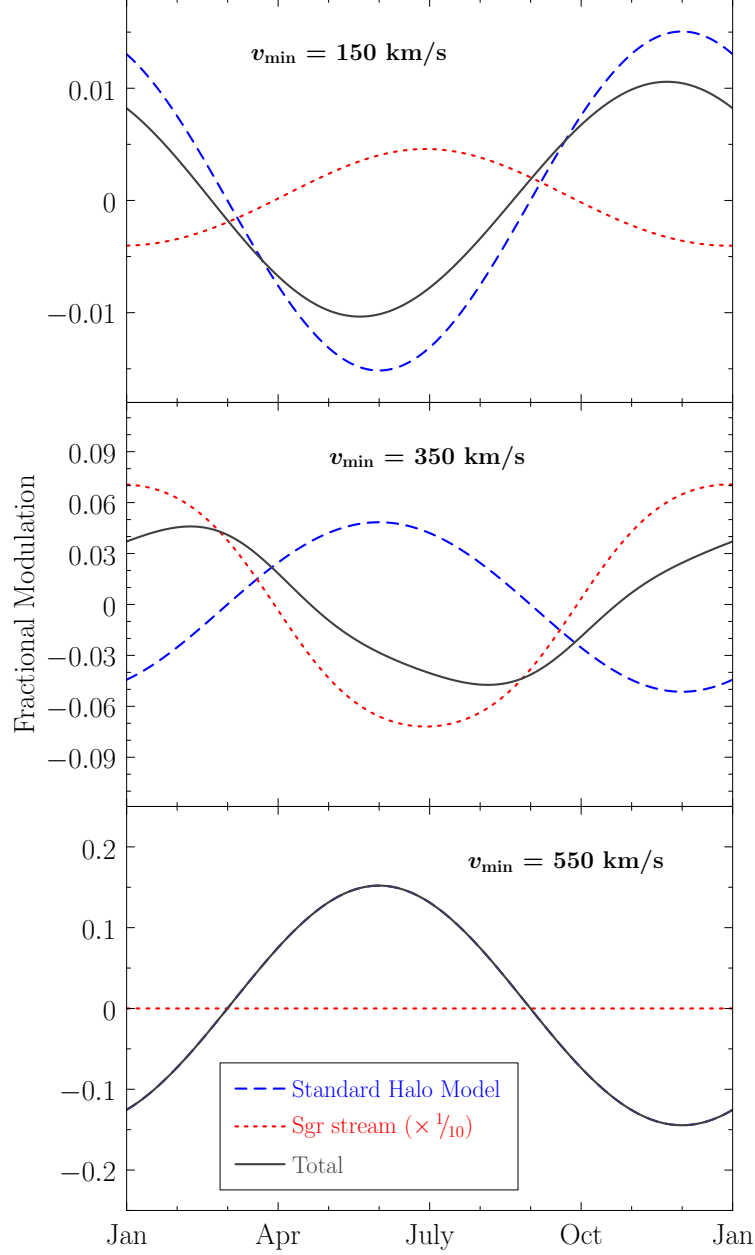 v_min = 150 km/s
0.01
0
−0.01
v_min = 350 km/s
0.09
0.06
0.03
0
−0.03
−0.06
−0.09
Fractional Modulation
v_min = 550 km/s
0.2
0.1
0
−0.1
−0.2
Standard Halo Model
Sgr stream (× 1/10)
Total
Jan Apr July Oct Jan